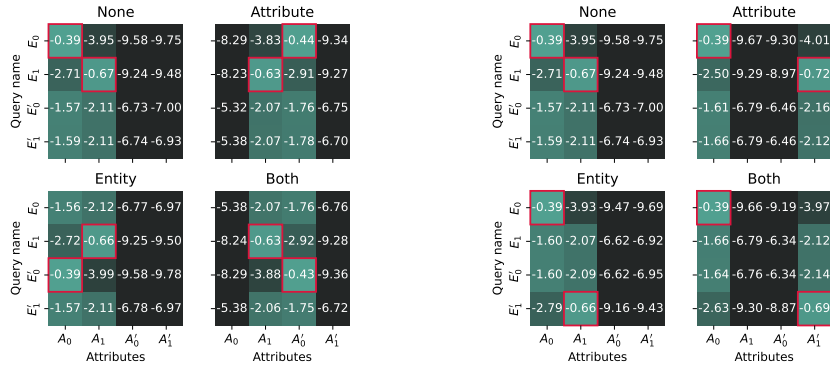 None Attribute None Attribute
E₀ -0.39 -3.95 -9.58 -9.75 -8.29 -3.83 -0.44 -9.34 E₀ -0.39 -3.95 -9.58 -9.75 -0.39 -9.67 -9.30 -4.01
E₁ -2.71 -0.67 -9.24 -9.48 -8.23 -0.63 -2.91 -9.27 E₁ -2.71 -0.67 -9.24 -9.48 -2.50 -9.29 -8.97 -0.72
E₀′ -1.57 -2.11 -6.73 -7.00 -5.32 -2.07 -1.76 -6.75 E₀′ -1.57 -2.11 -6.73 -7.00 -1.61 -6.79 -6.46 -2.16
E₁′ -1.59 -2.11 -6.74 -6.93 -5.38 -2.07 -1.78 -6.70 E₁′ -1.59 -2.11 -6.74 -6.93 -1.66 -6.79 -6.46 -2.12
Query name Query name
Entity Both Entity Both
E₀ -1.56 -2.12 -6.77 -6.97 -5.38 -2.07 -1.76 -6.76 E₀ -0.39 -3.93 -9.47 -9.69 -0.39 -9.66 -9.19 -3.97
E₁ -2.72 -0.66 -9.25 -9.50 -8.24 -0.63 -2.92 -9.28 E₁ -1.60 -2.07 -6.62 -6.92 -1.66 -6.79 -6.34 -2.12
E₀′ -0.39 -3.99 -9.58 -9.78 -8.29 -3.88 -0.43 -9.36 E₀′ -1.60 -2.09 -6.62 -6.95 -1.64 -6.76 -6.34 -2.14
E₁′ -1.57 -2.11 -6.78 -6.97 -5.38 -2.06 -1.75 -6.72 E₁′ -2.79 -0.66 -9.16 -9.43 -2.63 -9.30 -8.87 -0.69
Query name Query name
A₀ A₁ A₀′ A₁′ A₀ A₁ A₀′ A₁′ A₀ A₁ A₀′ A₁′ A₀ A₁ A₀′ A₁′
Attributes Attributes Attributes Attributes